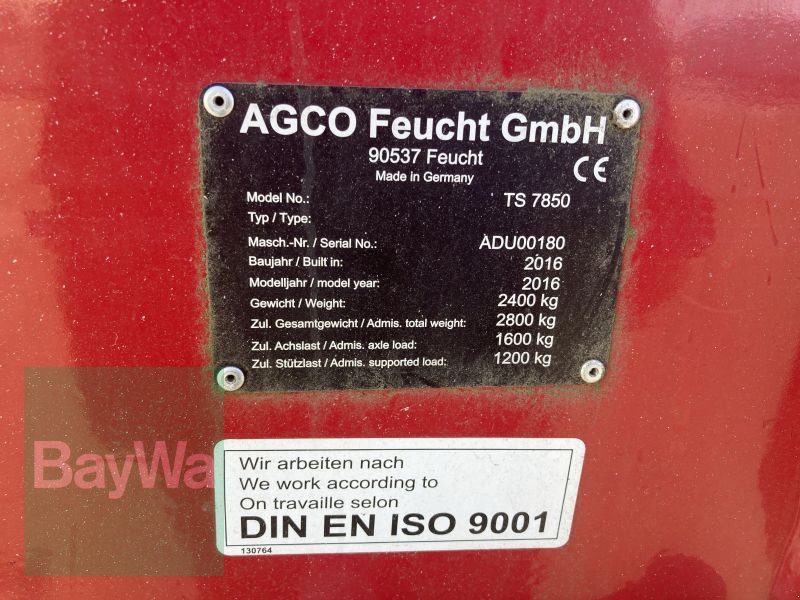 AGCO Feucht GmbH
90537 Feucht
Made in Germany
CE
Model No.: TS 7850
Typ / Type:
Masch.-Nr. / Serial No.: ADU00180
Baujahr / Built in: 2016
Modelljahr / model year: 2016
Gewicht / Weight: 2400 kg
Zul. Gesamtgewicht / Admis. total weight: 2800 kg
Zul. Achslast / Admis. axle load: 1600 kg
Zul. Stützlast / Admis. supported load: 1200 kg
BayWa
Wir arbeiten nach
We work according to
On travaille selon
DIN EN ISO 9001
130764